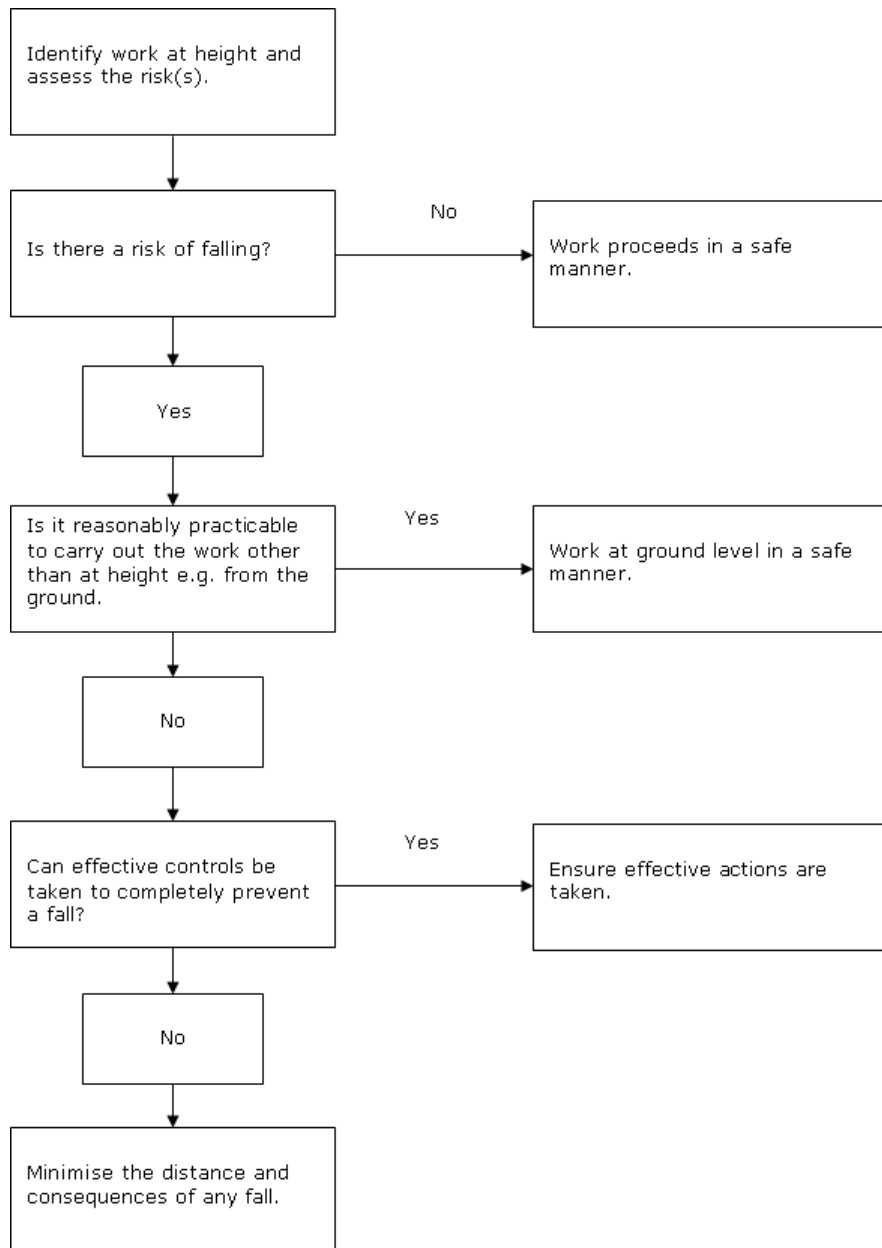 Identify work at height and
assess the risk(s).
Is there a risk of falling?
No
Work proceeds in a safe
manner.
Yes
Is it reasonably practicable
to carry out the work other
than at height e.g. from the
ground.
Yes
Work at ground level in a safe
manner.
No
Can effective controls be
taken to completely prevent
a fall?
Yes
Ensure effective actions are
taken.
No
Minimise the distance and
consequences of any fall.